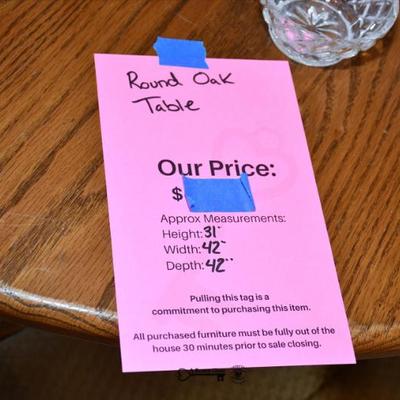 Round Oak
Table
Our Price:
$
Approx Measurements:
Height: 31"
Width: 42"
Depth: 42"
Pulling this tag is a
commitment to purchasing this item.
All purchased furniture must be fully out of the
house 30 minutes prior to sale closing.